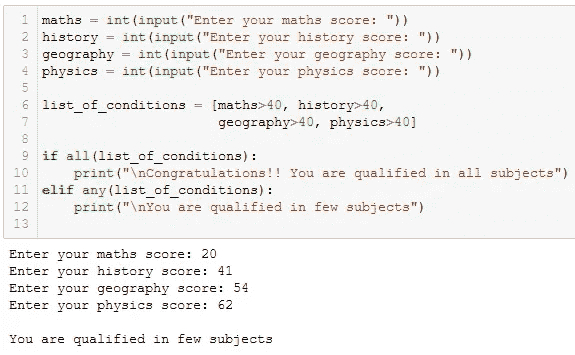 1 maths = int(input("Enter your maths score: "))
2 history = int(input("Enter your history score: "))
3 geography = int(input("Enter your geography score: "))
4 physics = int(input("Enter your physics score: "))
5
6 list_of_conditions = [maths>40, history>40,
7                       geography>40, physics>40]
8
9 if all(list_of_conditions):
10     print("\nCongratulations!! You are qualified in all subjects")
11 elif any(list_of_conditions):
12     print("\nYou are qualified in few subjects")
13
Enter your maths score: 20
Enter your history score: 41
Enter your geography score: 54
Enter your physics score: 62

You are qualified in few subjects